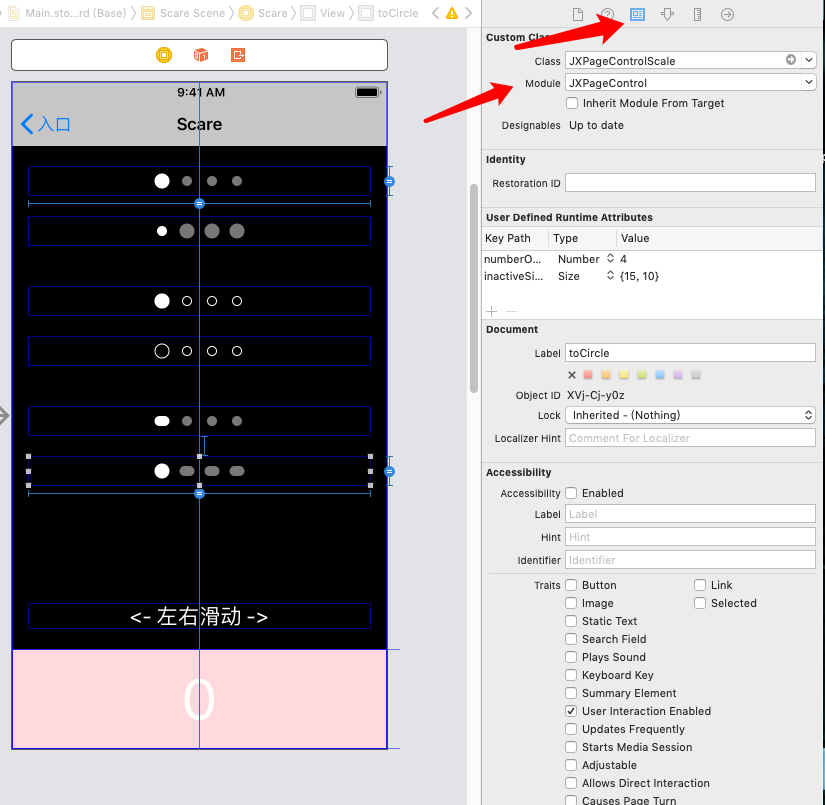 Main.sto...rd (Base) 〉 Scare Scene 〉 Scare 〉 View 〉 toCircle
9:41 AM
入口
Scare
<- 左右滑动 ->
0
Custom Clas
Class JXPageControlScale
Module JXPageControl
Inherit Module From Target
Designables Up to date
Identity
Restoration ID
User Defined Runtime Attributes
Key Path Type Value
numberO... Number 4
inactiveSi... Size {15, 10}
Document
Label toCircle
Object ID XVj-Cj-y0z
Lock Inherited - (Nothing)
Localizer Hint Comment For Localizer
Accessibility
Accessibility Enabled
Label Label
Hint Hint
Identifier Identifier
Traits Button Link
Image Selected
Static Text
Search Field
Plays Sound
Keyboard Key
Summary Element
User Interaction Enabled
Updates Frequently
Starts Media Session
Adjustable
Allows Direct Interaction
Causes Page Turn